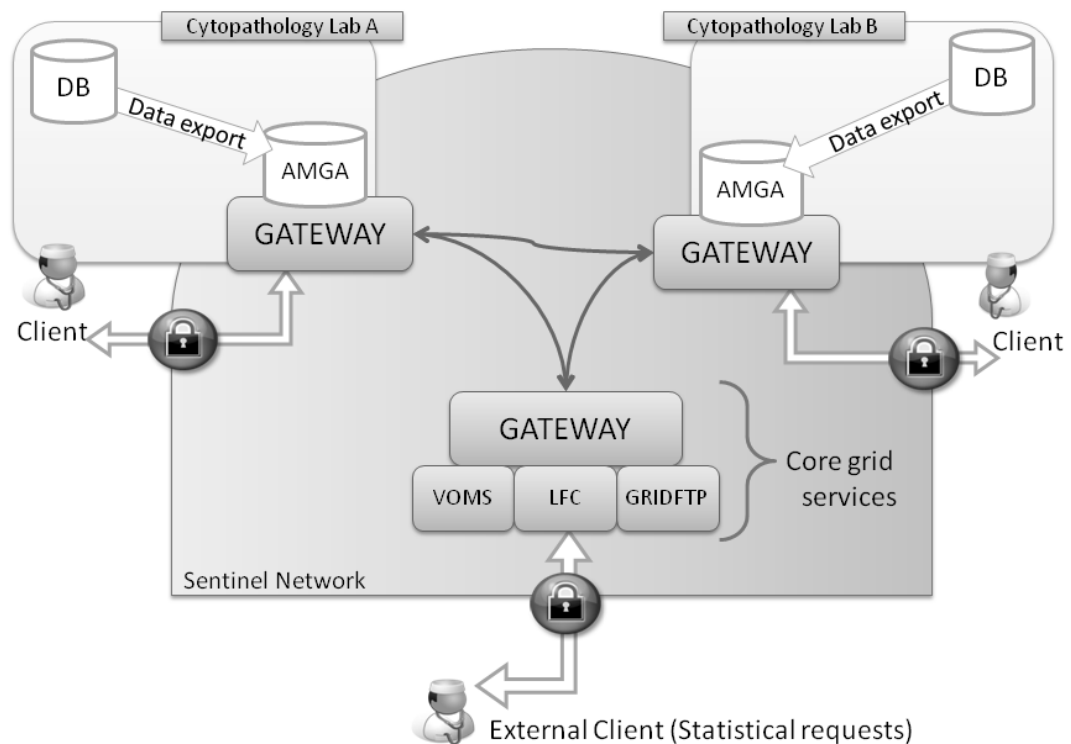 Cytopathology Lab A
Cytopathology Lab B
DB
Data export
AMGA
GATEWAY
DB
Data export
AMGA
GATEWAY
Client
Client
GATEWAY
VOMS
LFC
GRIDFTP
Core grid
services
Sentinel Network
External Client (Statistical requests)